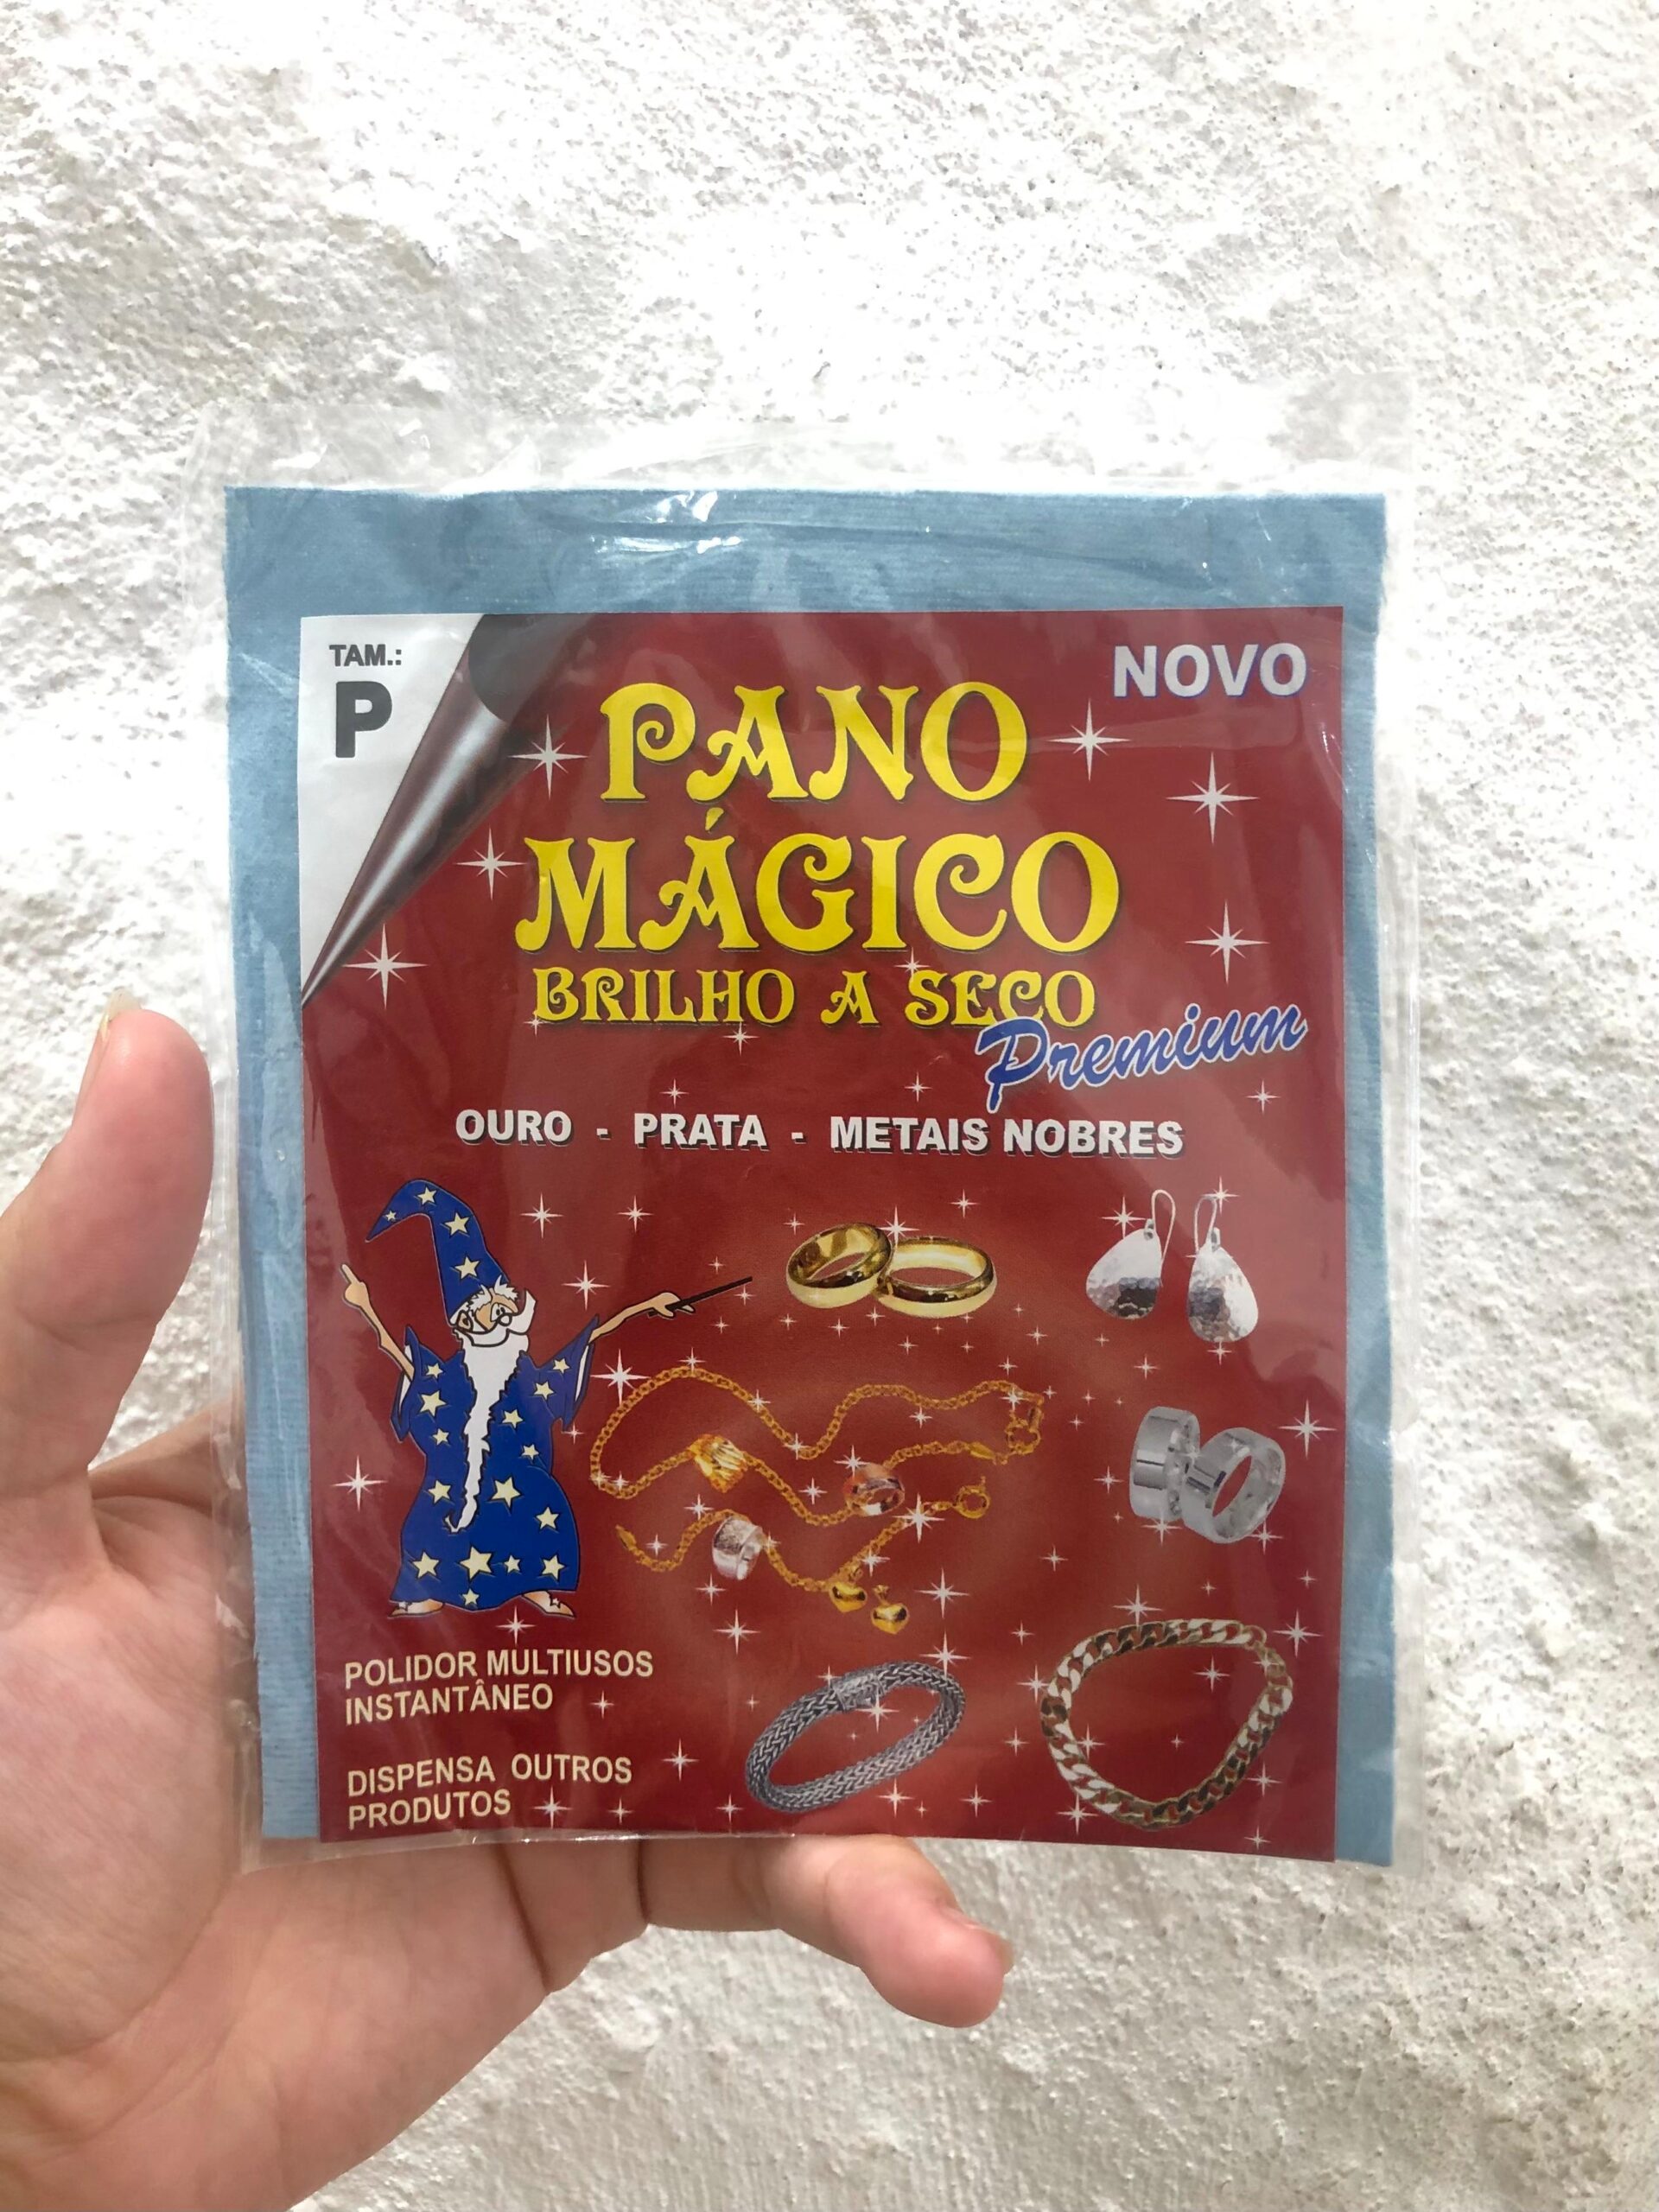 TAM.:
P
NOVO
PANO
MÁGICO
BRILHO A SECO
Premium
OURO - PRATA - METAIS NOBRES
POLIDOR MULTIUSOS
INSTANTÂNEO
DISPENSA OUTROS
PRODUTOS